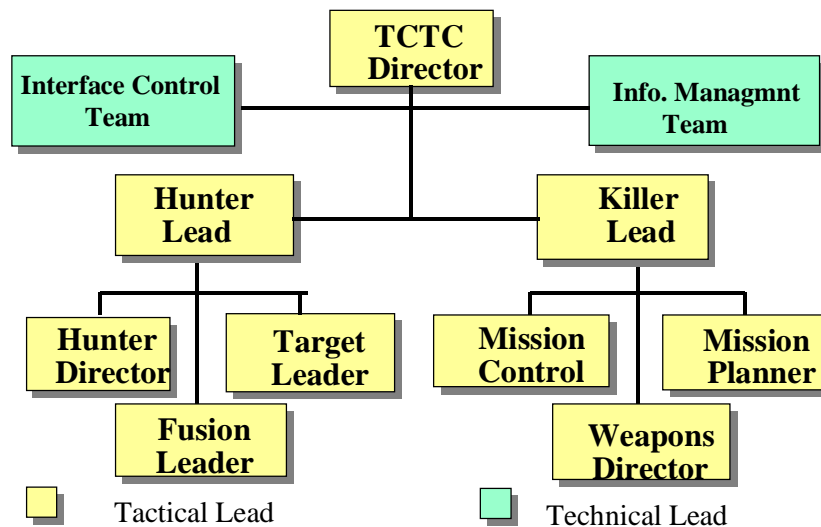 TCTC
Director
Interface Control
Team
Info. Managmnt
Team
Hunter
Lead
Killer
Lead
Hunter
Director
Target
Leader
Fusion
Leader
Mission
Control
Mission
Planner
Weapons
Director
Tactical Lead
Technical Lead